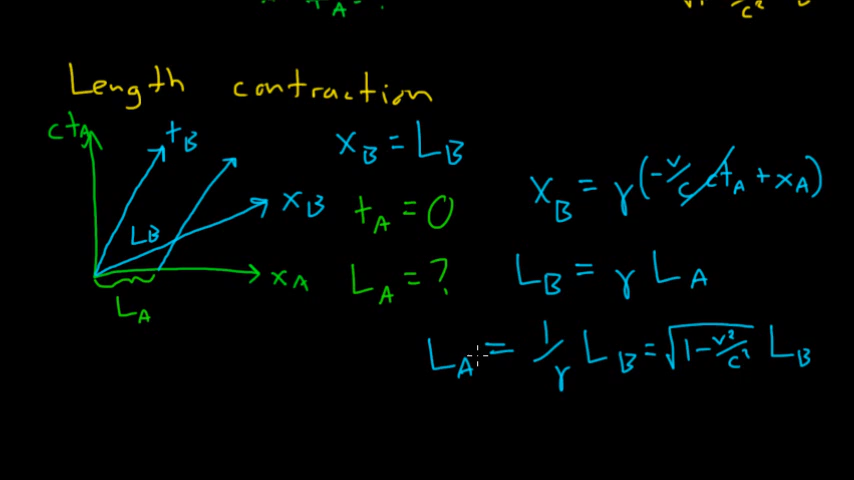 Length contraction
ctA tB
xB = LB
xB = γ(-v/c ctA + xA)
xB
tA = 0
LB
LB = γ LA
xA
LA = ?
LA
LA = 1/γ LB = √1-v²/c² LB